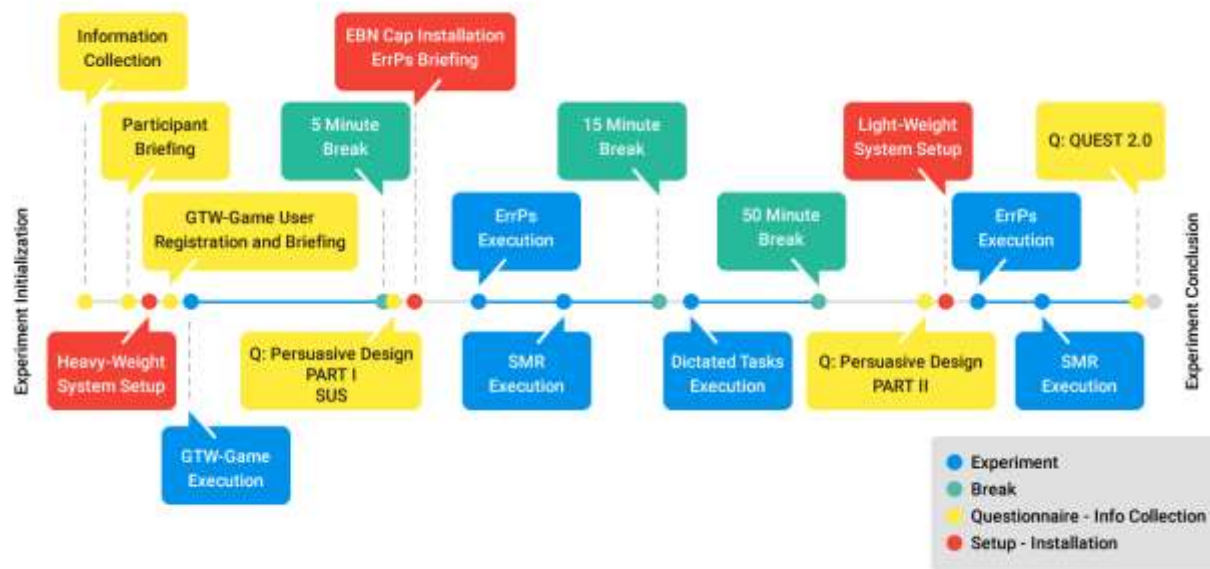 Information
Collection
EBN Cap Installation
ErrPs Briefing
Participant
Briefing
5 Minute
Break
15 Minute
Break
Light-Weight
System Setup
Q: QUEST 2.0
GTW-Game User
Registration and Briefing
ErrPs
Execution
50 Minute
Break
ErrPs
Execution
Experiment Initialization
Experiment Conclusion
Heavy-Weight
System Setup
Q: Persuasive Design
PART I
SUS
SMR
Execution
Dictated Tasks
Execution
Q: Persuasive Design
PART II
SMR
Execution
GTW-Game
Execution
Experiment
Break
Questionnaire - Info Collection
Setup - Installation